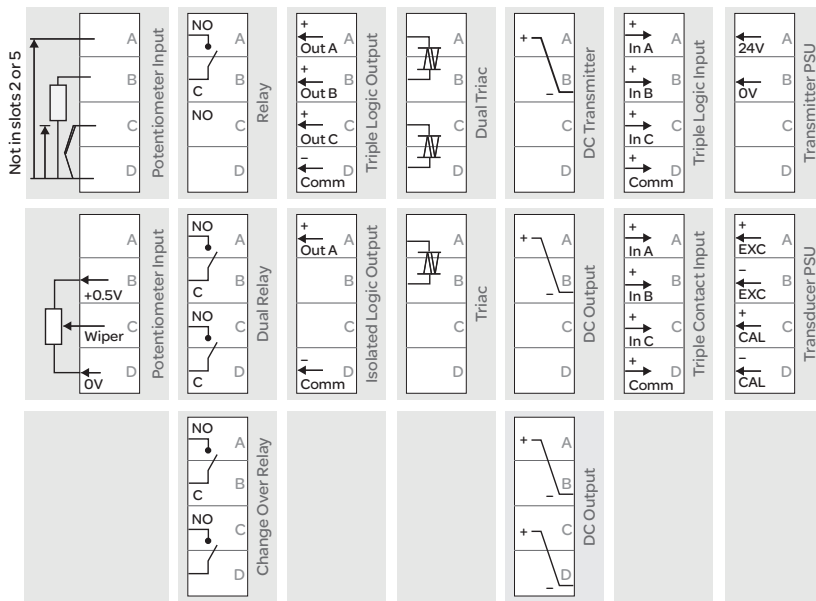 Not in slots 2 or 5
A
B
C
D
Potentiometer Input
NO
A
B
C
NO
C
D
Relay
+
Out A
A
+
Out B
B
+
Out C
C
−
Comm
D
Triple Logic Output
A
B
C
D
Dual Triac
+
−
A
B
C
D
DC Transmitter
+
In A
A
+
In B
B
+
In C
C
+
Comm
D
Triple Logic Input
+
24V
A
+
0V
B
C
D
Transmitter PSU
A
B
+0.5V
C
Wiper
D
0V
Potentiometer Input
NO
A
B
C
NO
C
D
C
Dual Relay
+
Out A
A
B
C
−
Comm
D
Isolated Logic Output
A
B
C
D
Triac
+
−
A
B
C
D
DC Output
+
In A
A
+
In B
B
+
In C
C
+
Comm
D
Triple Contact Input
+
EXC
A
−
EXC
B
+
CAL
C
−
CAL
D
Transducer PSU
NO
A
B
C
NO
C
D
Change Over Relay
+
A
B
−
+
C
D
−
DC Output